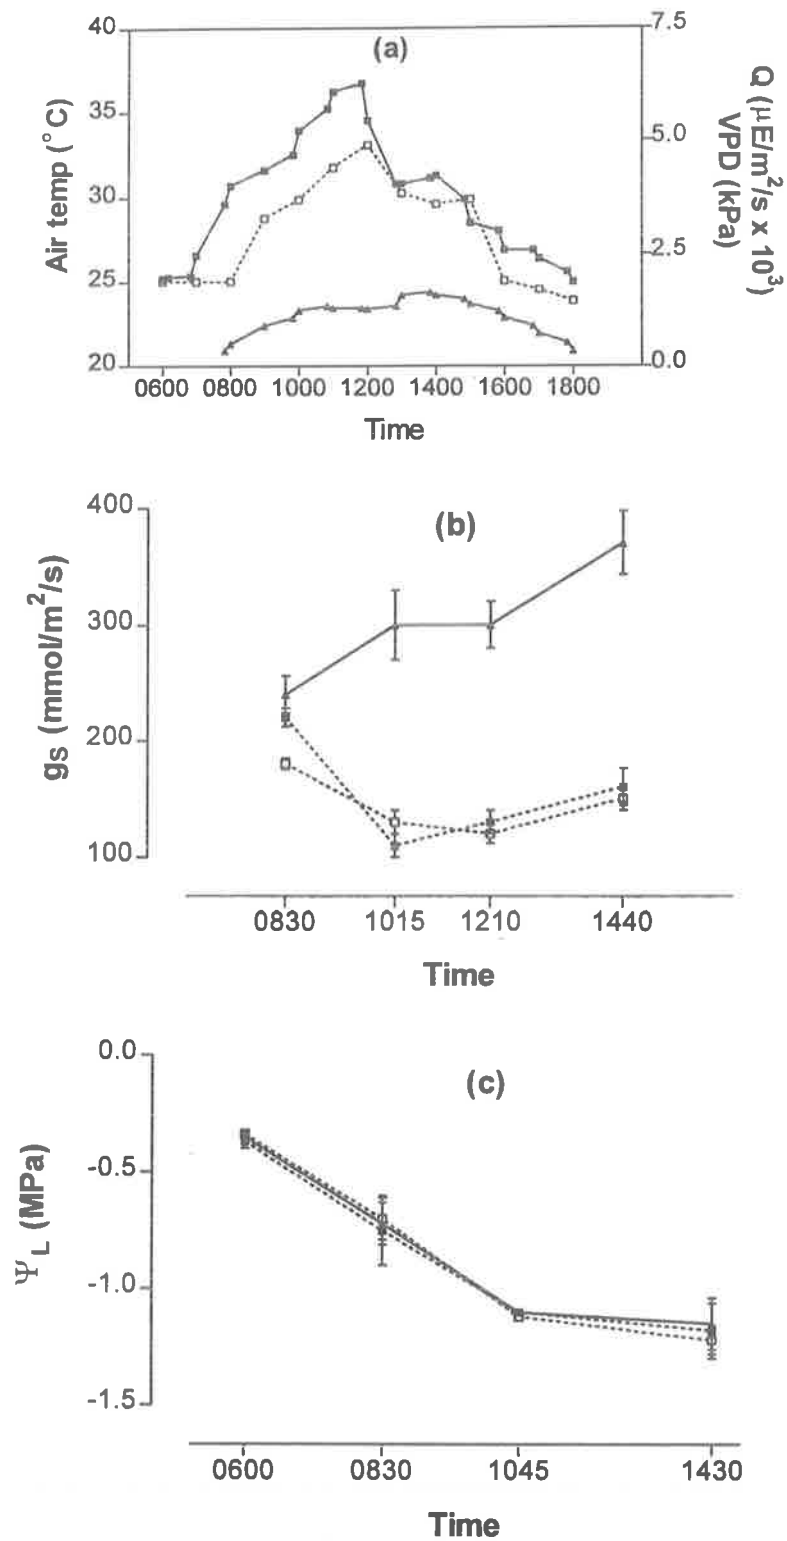 (a)
40
35
30
25
20
Air temp (°C)
7.5
5.0
2.5
0.0
Q (μE/m²/s x 10³)
VPD (kPa)
0600 0800 1000 1200 1400 1600 1800
Time
(b)
400
300
200
100
gs (mmol/m²/s)
0830 1015 1210 1440
Time
(c)
0.0
-0.5
-1.0
-1.5
ΨL (MPa)
0600 0830 1045 1430
Time